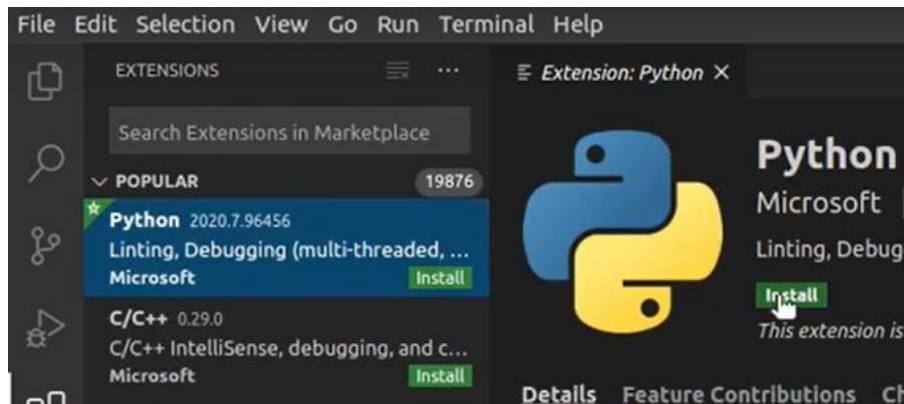 File Edit Selection View Go Run Terminal Help
EXTENSIONS
Search Extensions in Marketplace
POPULAR 19876
Python 2020.7.96456
Linting, Debugging (multi-threaded, ...
Microsoft Install
C/C++ 0.29.0
C/C++ IntelliSense, debugging, and c...
Microsoft Install
Extension: Python
Python
Microsoft
Linting, Debug
Install
This extension is
Details Feature Contributions Ch